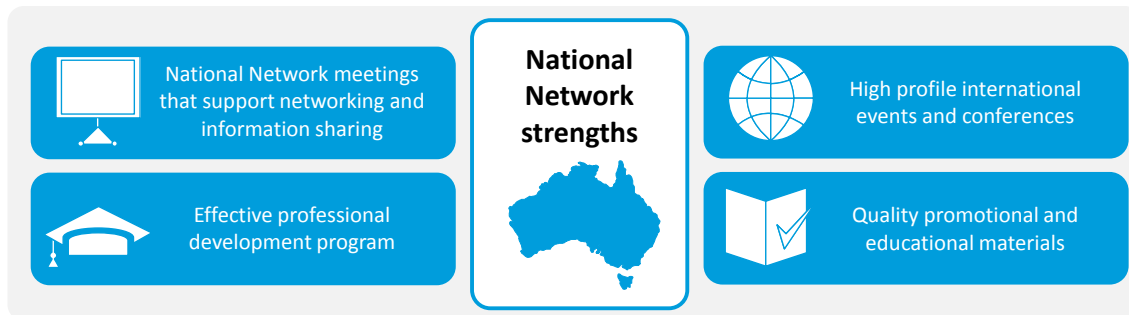 National Network meetings
that support networking and
information sharing
Effective professional
development program
National
Network
strengths
High profile international
events and conferences
Quality promotional and
educational materials